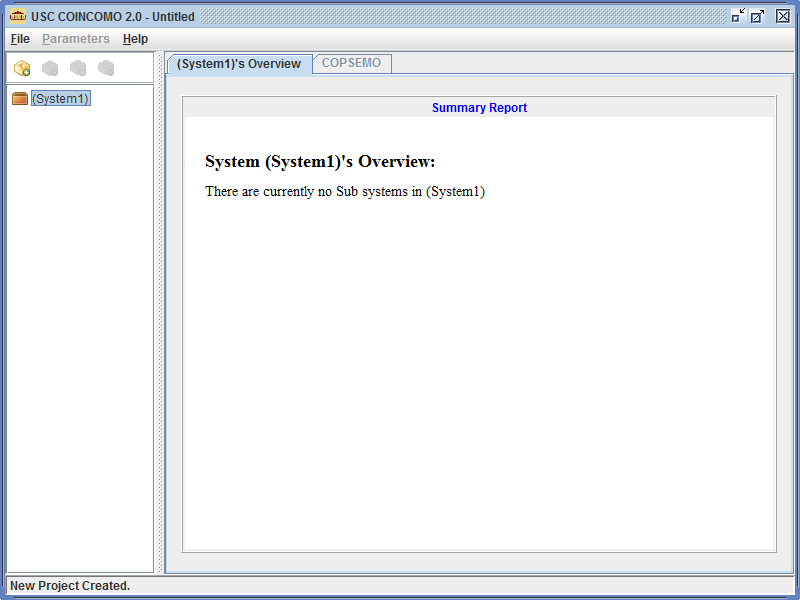 USC COINCOMO 2.0 - Untitled
File Parameters Help
(System1)'s Overview COPSEMO
(System1)
Summary Report
System (System1)'s Overview:
There are currently no Sub systems in (System1)
New Project Created.